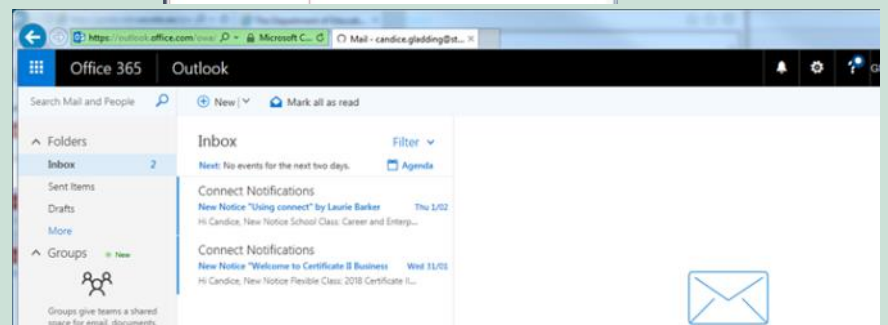 https://outlook.office.com/owa/ Microsoft C... Mail - candice.gladding@st...
Office 365 Outlook
Search Mail and People New Mark all as read
Folders
Inbox 2
Sent Items
Drafts
More
Groups New
Groups give teams a shared
space for email, documents,
Inbox Filter
Next: No events for the next two days. Agenda
Connect Notifications
New Notice "Using connect" by Laurie Barker Thu 1/02
Hi Candice, New Notice School Class: Career and Enterp...
Connect Notifications
New Notice "Welcome to Certificate II Business Wed 31/01
Hi Candice, New Notice Flexible Class: 2018 Certificate II...